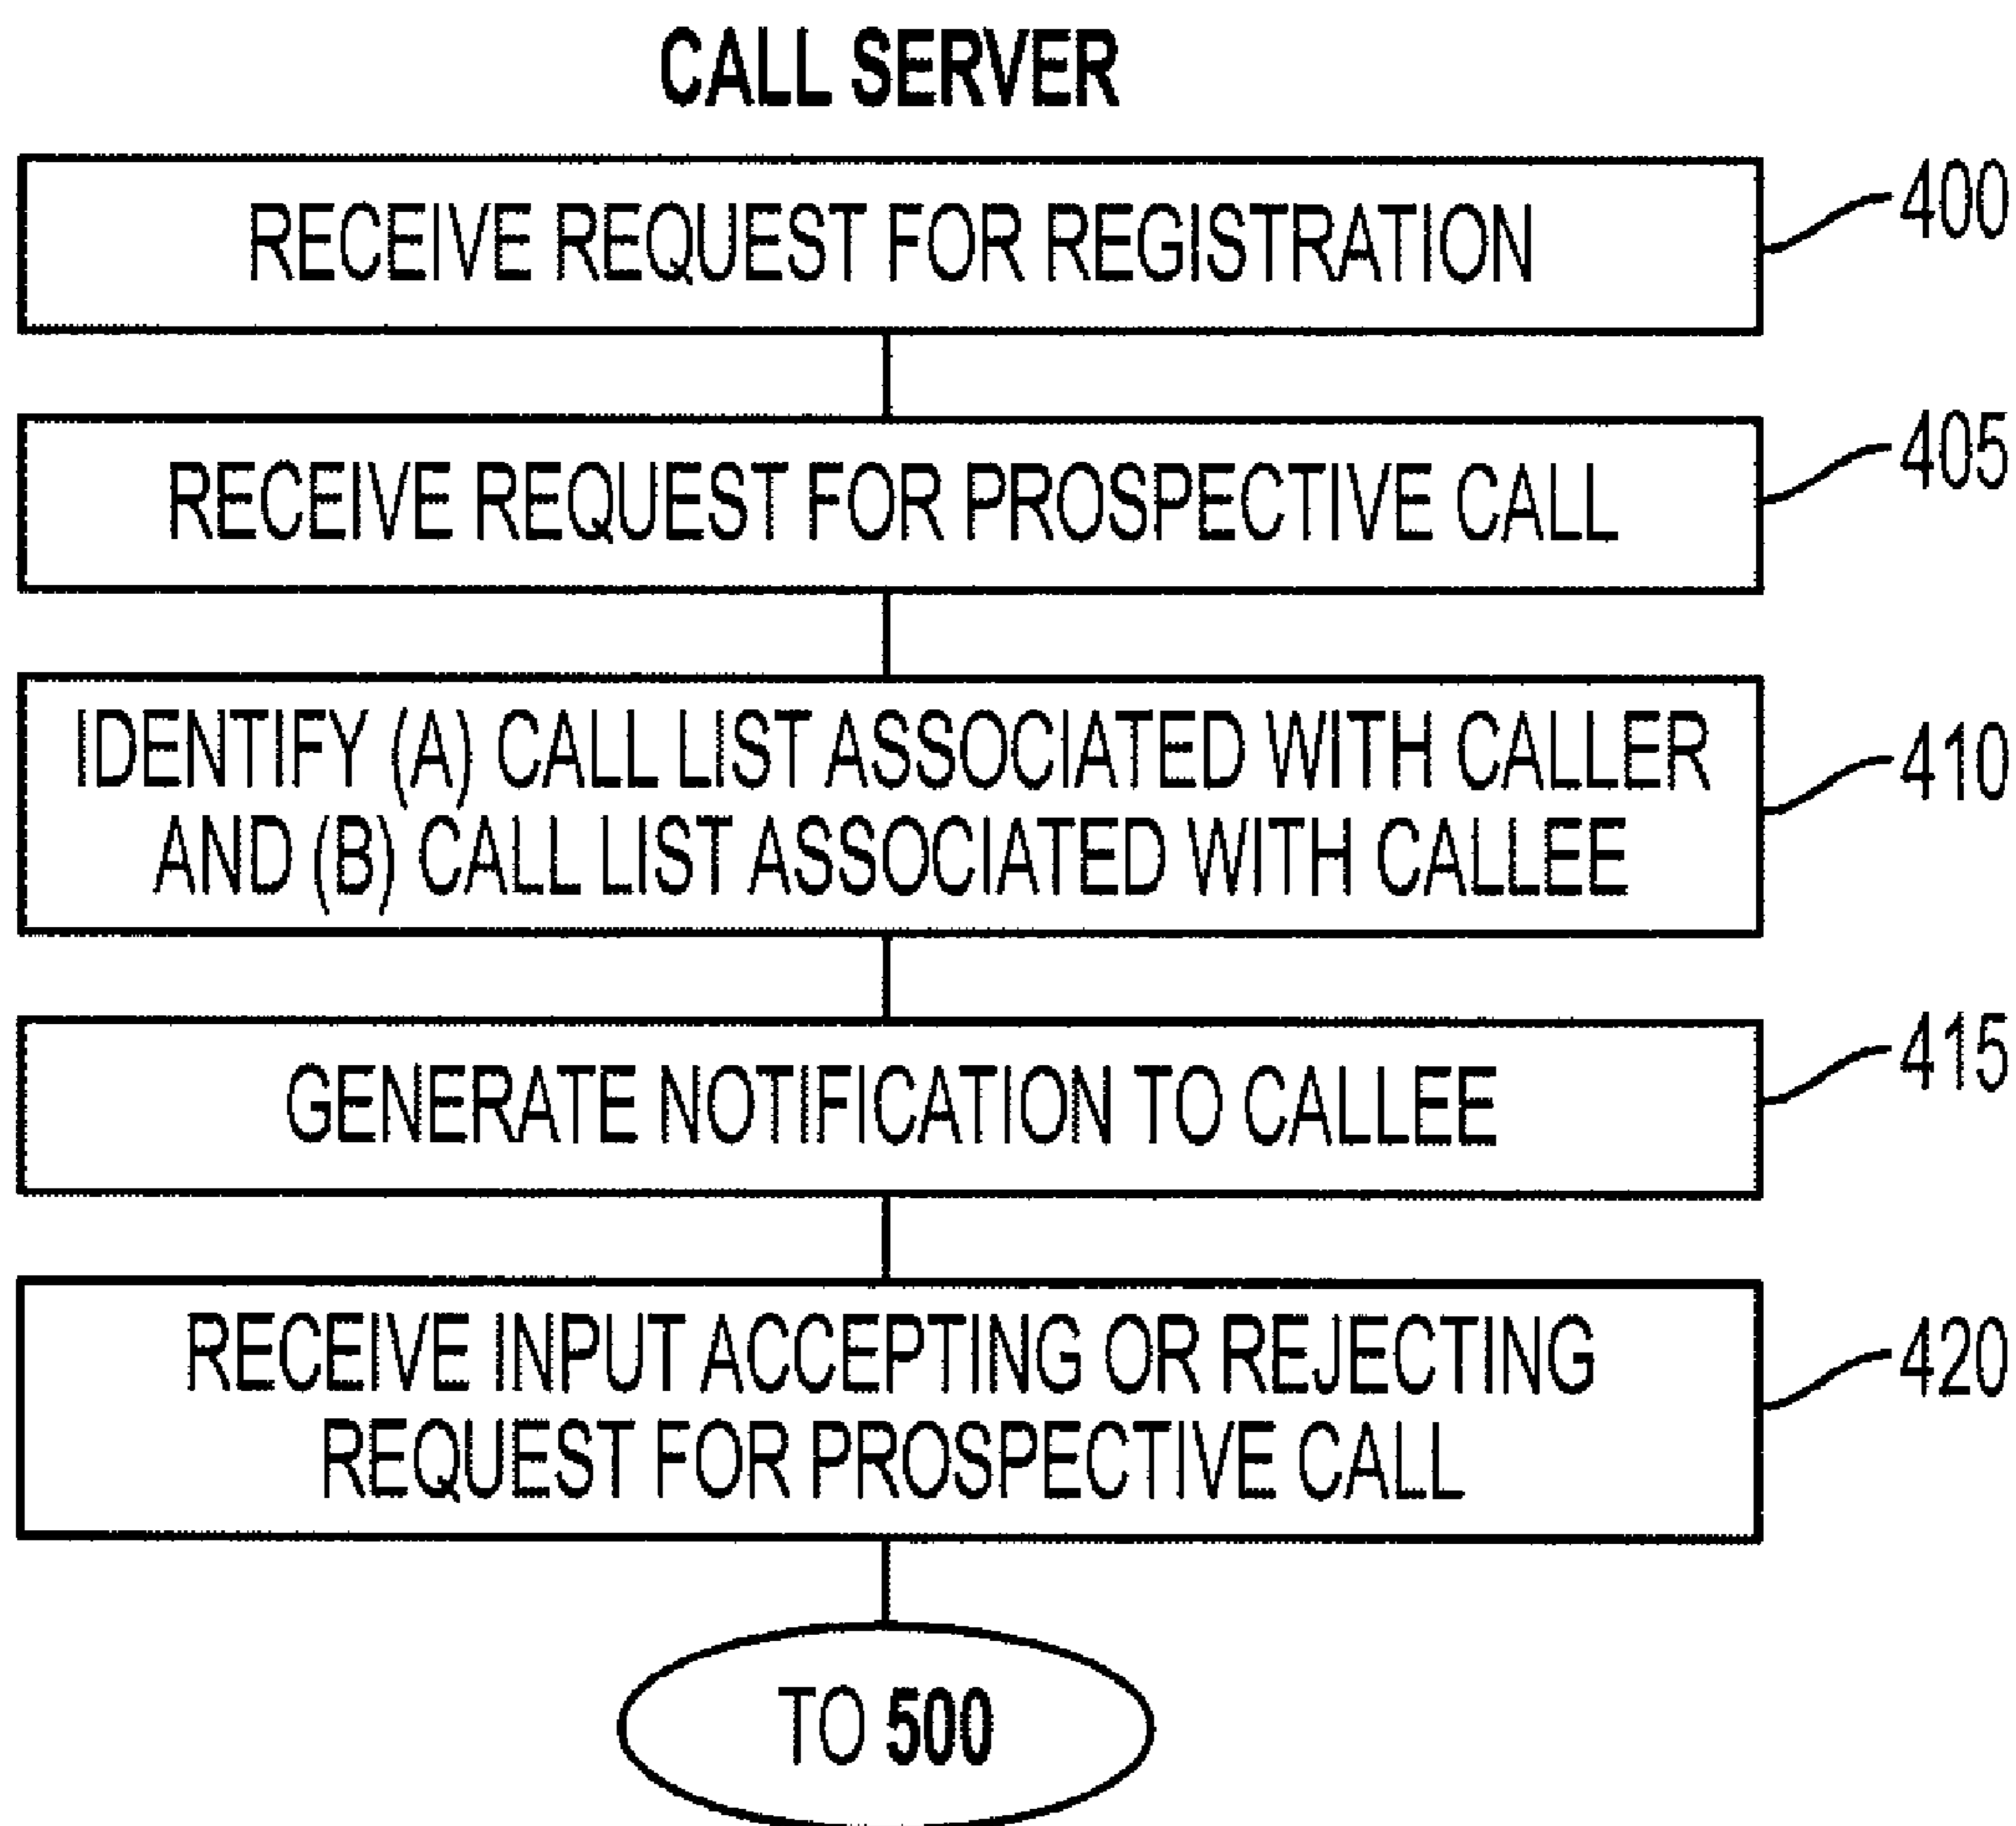 CALL SERVER
RECEIVE REQUEST FOR REGISTRATION
400
RECEIVE REQUEST FOR PROSPECTIVE CALL
405
IDENTIFY (A) CALL LIST ASSOCIATED WITH CALLER
AND (B) CALL LIST ASSOCIATED WITH CALLEE
410
GENERATE NOTIFICATION TO CALLEE
415
RECEIVE INPUT ACCEPTING OR REJECTING
REQUEST FOR PROSPECTIVE CALL
420
TO 500